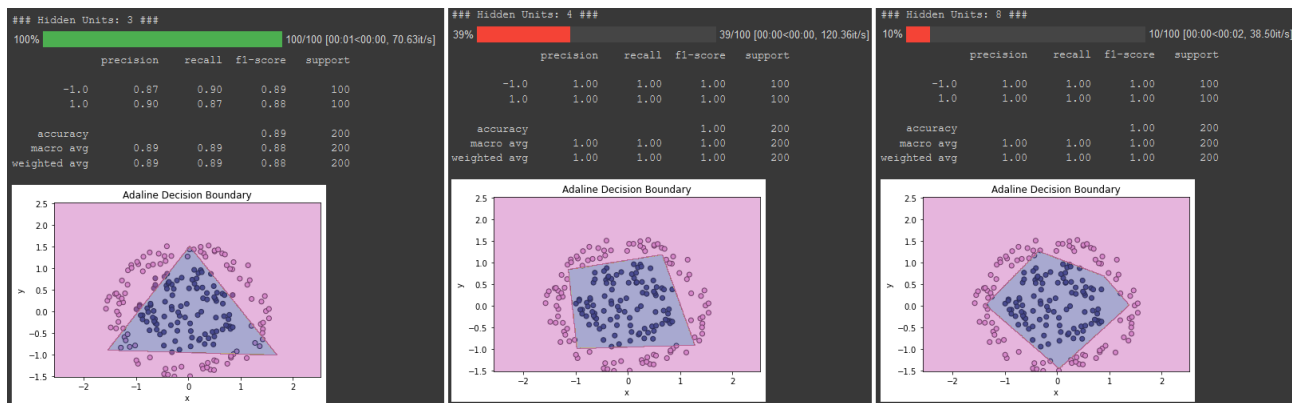 ### Hidden Units: 3 ###
100% 100/100 [00:01<00:00, 70.63it/s]
precision recall f1-score support
-1.0 0.87 0.90 0.89 100
1.0 0.90 0.87 0.88 100
accuracy 0.89 200
macro avg 0.89 0.89 0.88 200
weighted avg 0.89 0.89 0.88 200
Adaline Decision Boundary
2.5
2.0
1.5
1.0
0.5
0.0
-0.5
-1.0
-1.5
y
-2 -1 0 1 2
x
### Hidden Units: 4 ###
39% 39/100 [00:00<00:00, 120.36it/s]
precision recall f1-score support
-1.0 1.00 1.00 1.00 100
1.0 1.00 1.00 1.00 100
accuracy 1.00 200
macro avg 1.00 1.00 1.00 200
weighted avg 1.00 1.00 1.00 200
Adaline Decision Boundary
2.5
2.0
1.5
1.0
0.5
0.0
-0.5
-1.0
-1.5
y
-2 -1 0 1 2
x
### Hidden Units: 8 ###
10% 10/100 [00:00<00:02, 38.50it/s]
precision recall f1-score support
-1.0 1.00 1.00 1.00 100
1.0 1.00 1.00 1.00 100
accuracy 1.00 200
macro avg 1.00 1.00 1.00 200
weighted avg 1.00 1.00 1.00 200
Adaline Decision Boundary
2.5
2.0
1.5
1.0
0.5
0.0
-0.5
-1.0
-1.5
y
-2 -1 0 1 2
x